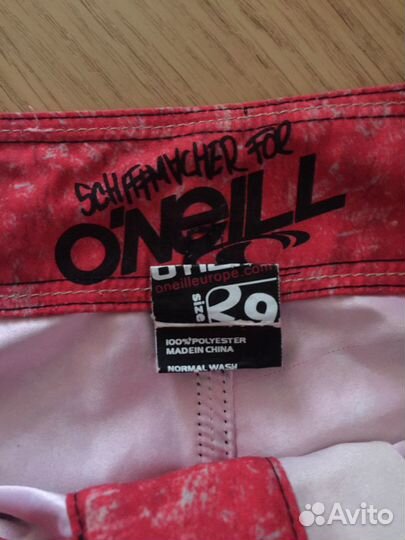 SCHIFFMACHER FOR
O'NEILL
oneilleurope.com
size 29
100% POLYESTER
MADE IN CHINA
NORMAL WASH
Avito